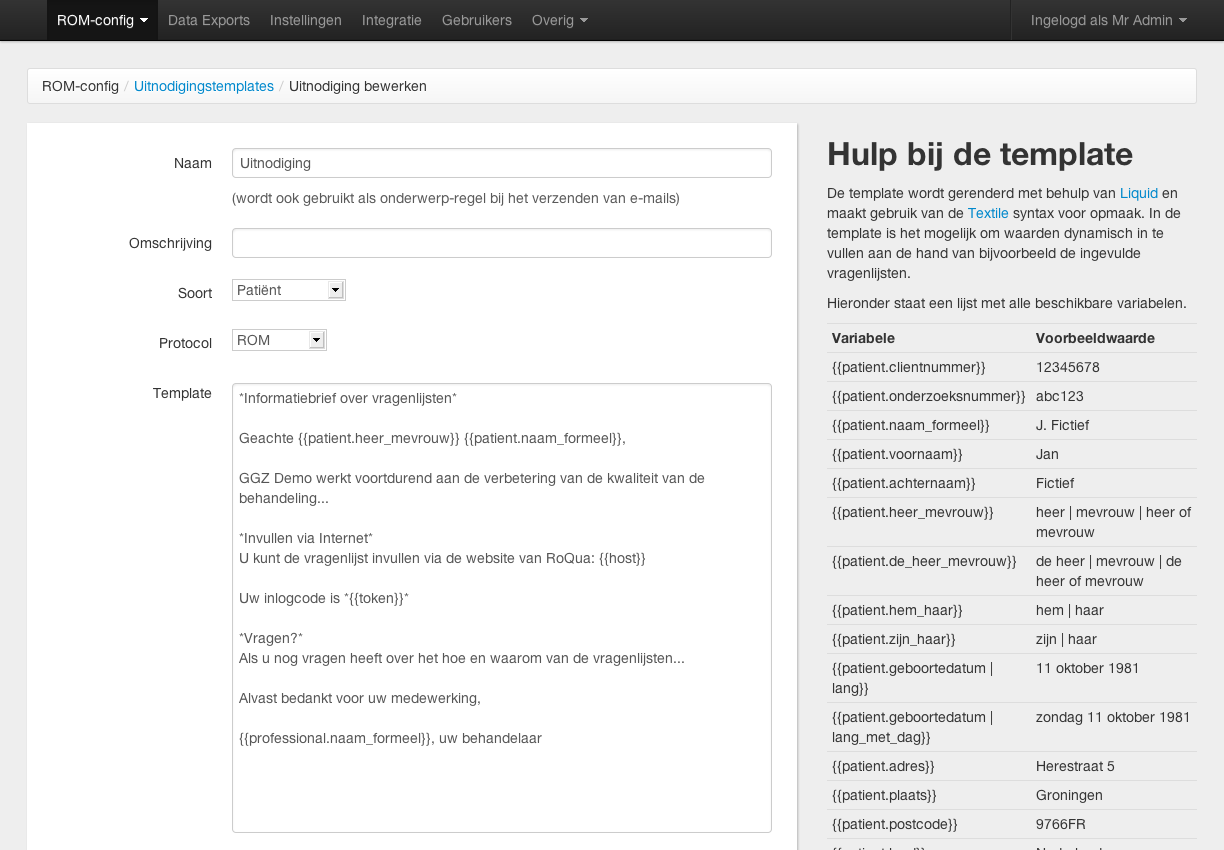 ROM-config Data Exports Instellingen Integratie Gebruikers Overig Ingelogd als Mr Admin
ROM-config / Uitnodigingstemplates / Uitnodiging bewerken
Naam Uitnodiging
(wordt ook gebruikt als onderwerp-regel bij het verzenden van e-mails)
Omschrijving
Soort Patiënt
Protocol ROM
Template
*Informatiebrief over vragenlijsten*
Geachte {{patient.heer_mevrouw}} {{patient.naam_formeel}},
GGZ Demo werkt voortdurend aan de verbetering van de kwaliteit van de
behandeling...
*Invullen via Internet*
U kunt de vragenlijst invullen via de website van RoQua: {{host}}
Uw inlogcode is *{{token}}*
*Vragen?*
Als u nog vragen heeft over het hoe en waarom van de vragenlijsten...
Alvast bedankt voor uw medewerking,
{{professional.naam_formeel}}, uw behandelaar
Hulp bij de template
De template wordt gerenderd met behulp van Liquid en
maakt gebruik van de Textile syntax voor opmaak. In de
template is het mogelijk om waarden dynamisch in te
vullen aan de hand van bijvoorbeeld de ingevulde
vragenlijsten.
Hieronder staat een lijst met alle beschikbare variabelen.
Variabele Voorbeeldwaarde
{{patient.clientnummer}} 12345678
{{patient.onderzoeksnummer}} abc123
{{patient.naam_formeel}} J. Fictief
{{patient.voornaam}} Jan
{{patient.achternaam}} Fictief
{{patient.heer_mevrouw}} heer | mevrouw | heer of
mevrouw
{{patient.de_heer_mevrouw}} de heer | mevrouw | de
heer of mevrouw
{{patient.hem_haar}} hem | haar
{{patient.zijn_haar}} zijn | haar
{{patient.geboortedatum | 11 oktober 1981
lang}}
{{patient.geboortedatum | zondag 11 oktober 1981
lang_met_dag}}
{{patient.adres}} Herestraat 5
{{patient.plaats}} Groningen
{{patient.postcode}} 9766FR